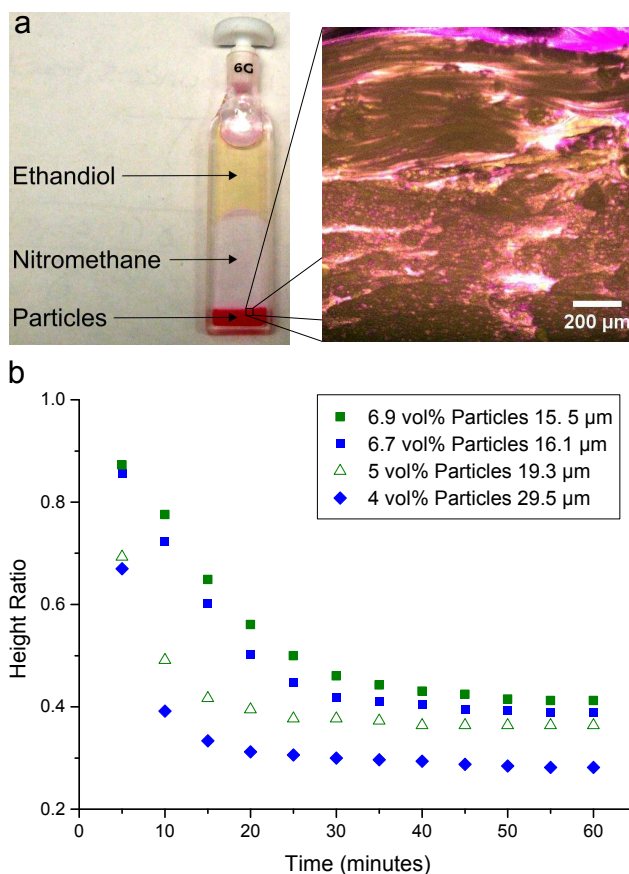 a
6G
Ethandiol
Nitromethane
Particles
200 µm
b
1.0
0.8
0.6
0.4
0.2
Height Ratio
6.9 vol% Particles 15. 5 µm
6.7 vol% Particles 16.1 µm
5 vol% Particles 19.3 µm
4 vol% Particles 29.5 µm
0 10 20 30 40 50 60
Time (minutes)